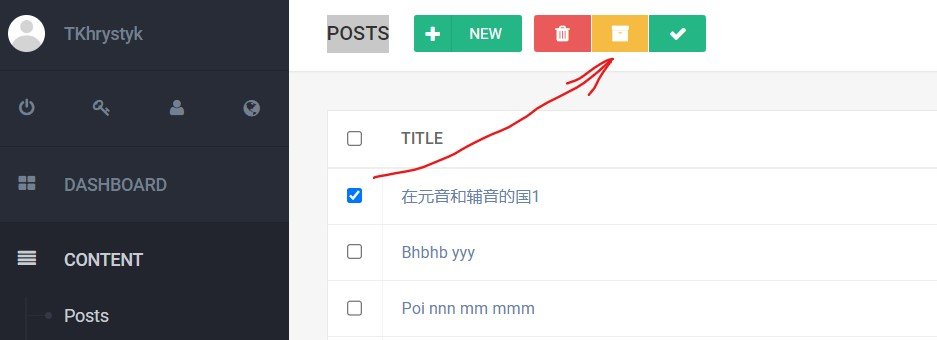 TKhrystyk
POSTS
NEW
DASHBOARD
CONTENT
Posts
TITLE
在元音和辅音的国1
Bhbhb yyy
Poi nnn mm mmm